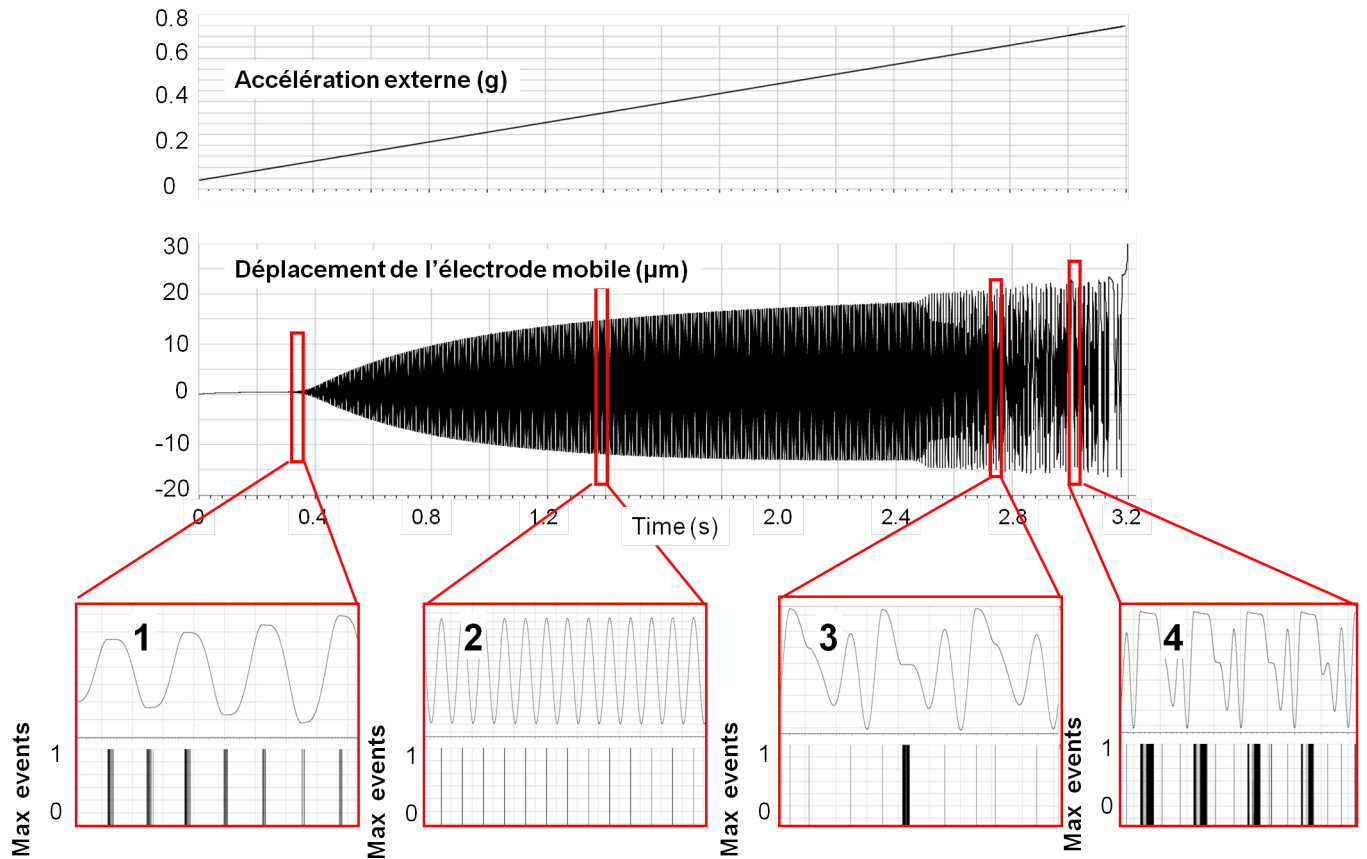 0.8
0.6
Accélération externe (g)
0.4
0.2
0
30
Déplacement de l'électrode mobile (µm)
20
10
0
-10
-20
0 0.4 0.8 1.2 Time (s) 2.0 2.4 2.8 3.2
1 2 3 4
Max events
1
0
Max events
1
0
Max events
1
0
Max events
1
0